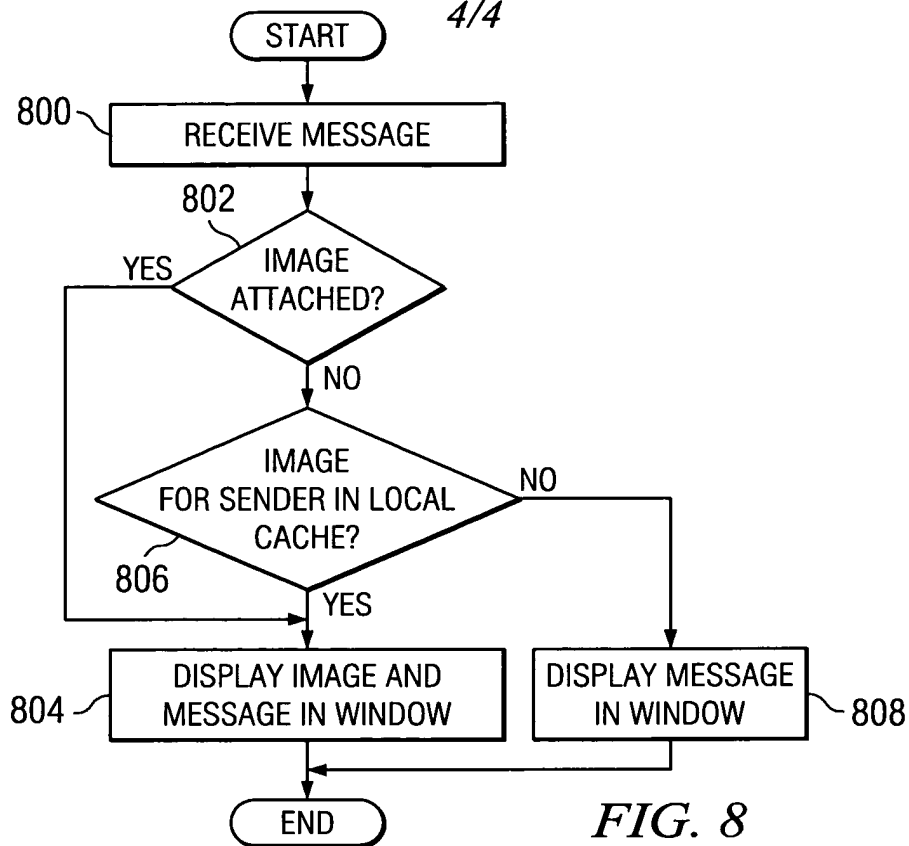 4/4
START
800
RECEIVE MESSAGE
802
YES
IMAGE
ATTACHED?
NO
IMAGE
FOR SENDER IN LOCAL
CACHE?
NO
806
YES
804
DISPLAY IMAGE AND
MESSAGE IN WINDOW
DISPLAY MESSAGE
IN WINDOW
808
END
FIG. 8